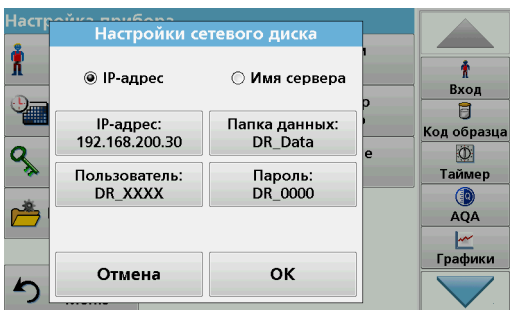 Настройка прибора
Настройки сетевого диска
IP-адрес
Имя сервера
IP-адрес:
192.168.200.30
Папка данных:
DR_Data
Пользователь:
DR_XXXX
Пароль:
DR_0000
Отмена
OK
Вход
Код образца
Таймер
AQA
Графики